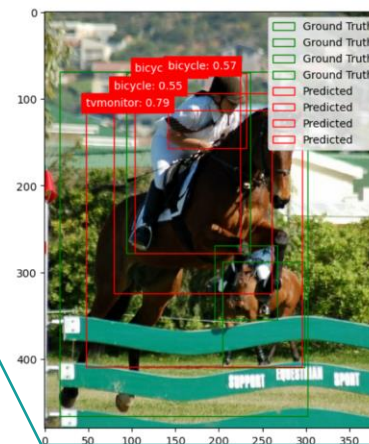 0
Ground Truth
bicyc
bicycle: 0.57
Ground Truth
Ground Truth
bicycle: 0.55
Ground Truth
100
tvmonitor: 0.79
Predicted
Predicted
Predicted
Predicted
200
300
400
SUPPORT EQUESTRIAN SPORT
0 50 100 150 200 250 300 350